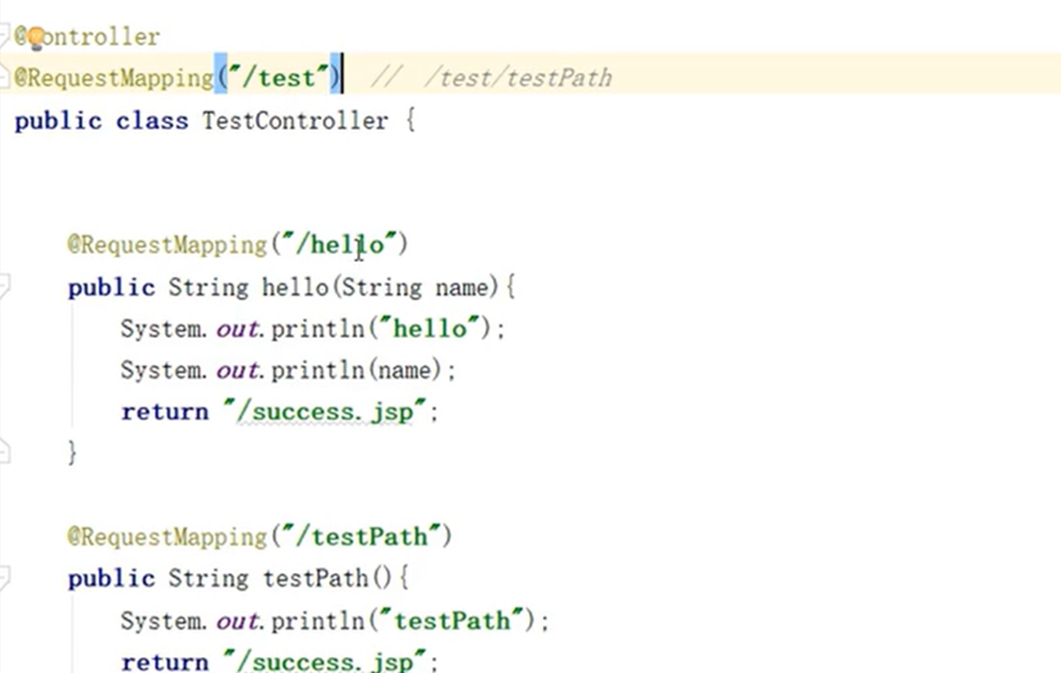 @Controller
@RequestMapping("/test")  // /test/testPath
public class TestController {
@RequestMapping("/hello")
public String hello(String name){
System.out.println("hello");
System.out.println(name);
return "/success.jsp";
}
@RequestMapping("/testPath")
public String testPath(){
System.out.println("testPath");
return "/success.jsp";